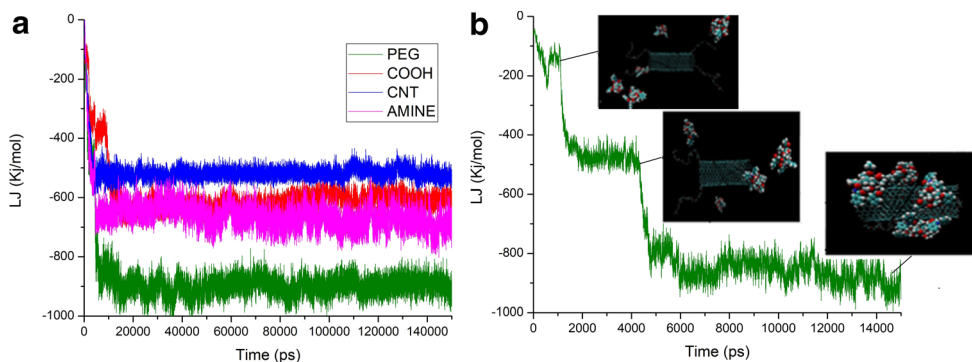 a
0
-200
-400
-600
-800
-1000
LJ (Kj/mol)
PEG
COOH
CNT
AMINE
0 20000 40000 60000 80000 100000 120000 140000
Time (ps)
b
0
-200
-400
-600
-800
-1000
LJ (Kj/mol)
0 2000 4000 6000 8000 10000 12000 14000
Time (ps)